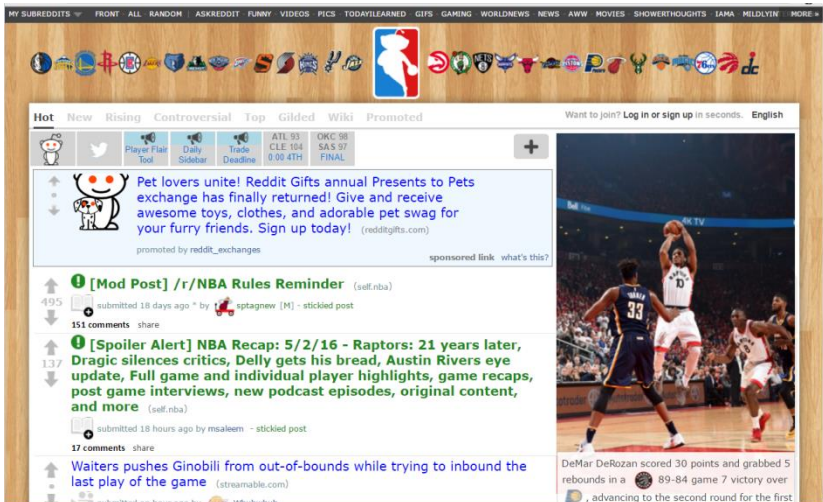 MY SUBREDDITS FRONT ALL RANDOM | ASKREDDIT FUNNY VIDEOS PICS TODAYILEARNED GIFS GAMING WORLDNEWS NEWS AWW MOVIES SHOWERTHOUGHTS IAMA MILDLYIN MORE »
Hot New Rising Controversial Top Gilded Wiki Promoted
Want to join? Log in or sign up in seconds. English
Player Flair Tool
Daily Sidebar
Trade Deadline
ATL 93
CLE 104
0:00 4TH
OKC 98
SAS 97
FINAL
Pet lovers unite! Reddit Gifts annual Presents to Pets
exchange has finally returned! Give and receive
awesome toys, clothes, and adorable pet swag for
your furry friends. Sign up today! (redditgifts.com)
promoted by reddit_exchanges
sponsored link what's this?
[Mod Post] /r/NBA Rules Reminder (self.nba)
495
submitted 18 days ago * by sptagnew [M] - stickied post
151 comments share
[Spoiler Alert] NBA Recap: 5/2/16 - Raptors: 21 years later,
137
Dragic silences critics, Delly gets his bread, Austin Rivers eye
update, Full game and individual player highlights, game recaps,
post game interviews, new podcast episodes, original content,
and more (self.nba)
submitted 18 hours ago by msaleem - stickied post
17 comments share
Waiters pushes Ginobili from out-of-bounds while trying to inbound the
last play of the game (streamable.com)
4K TV
TURNER
33
RAPTORS
10
DeMar DeRozan scored 30 points and grabbed 5
rebounds in a 89-84 game 7 victory over
, advancing to the second round for the first